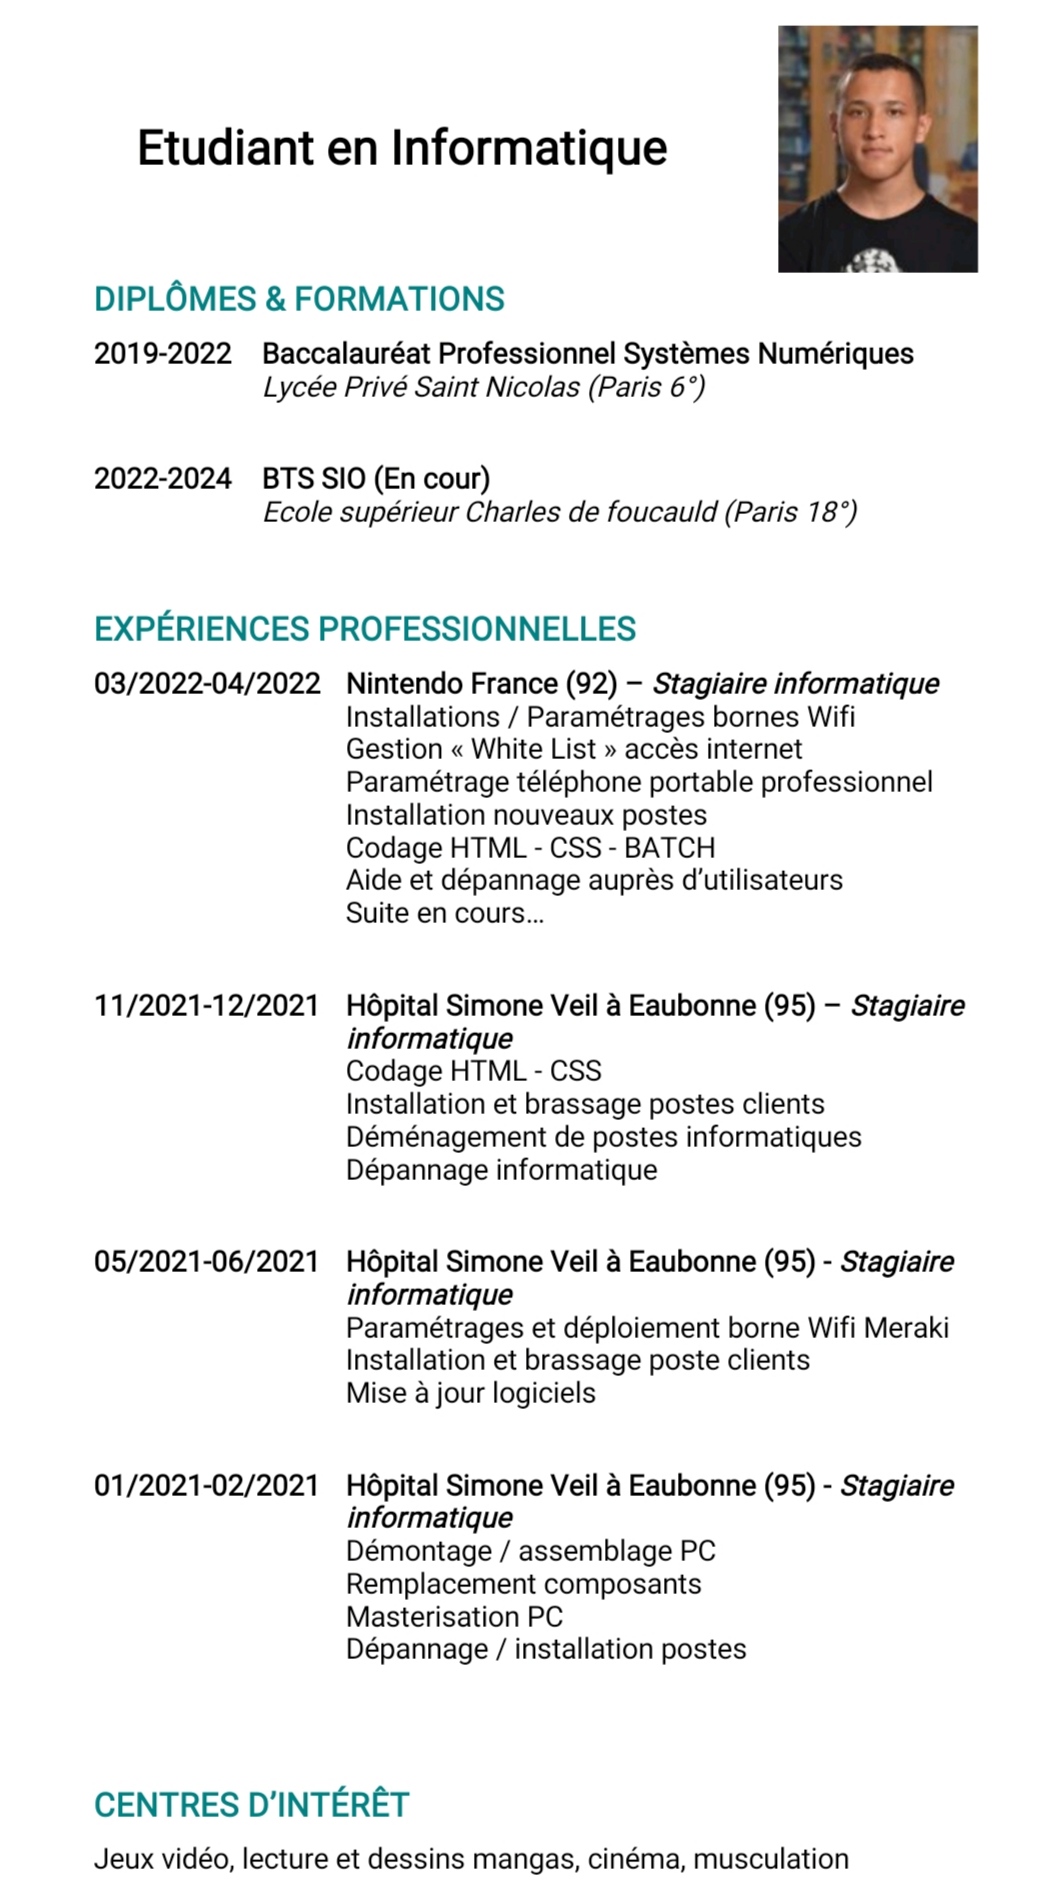 Etudiant en Informatique
DIPLÔMES & FORMATIONS
2019-2022 Baccalauréat Professionnel Systèmes Numériques
Lycée Privé Saint Nicolas (Paris 6°)
2022-2024 BTS SIO (En cour)
Ecole supérieur Charles de foucauld (Paris 18°)
EXPÉRIENCES PROFESSIONNELLES
03/2022-04/2022 Nintendo France (92) – Stagiaire informatique
Installations / Paramétrages bornes Wifi
Gestion « White List » accès internet
Paramétrage téléphone portable professionnel
Installation nouveaux postes
Codage HTML - CSS - BATCH
Aide et dépannage auprès d’utilisateurs
Suite en cours…
11/2021-12/2021 Hôpital Simone Veil à Eaubonne (95) – Stagiaire
informatique
Codage HTML - CSS
Installation et brassage postes clients
Déménagement de postes informatiques
Dépannage informatique
05/2021-06/2021 Hôpital Simone Veil à Eaubonne (95) - Stagiaire
informatique
Paramétrages et déploiement borne Wifi Meraki
Installation et brassage poste clients
Mise à jour logiciels
01/2021-02/2021 Hôpital Simone Veil à Eaubonne (95) - Stagiaire
informatique
Démontage / assemblage PC
Remplacement composants
Masterisation PC
Dépannage / installation postes
CENTRES D’INTÉRÊT
Jeux vidéo, lecture et dessins mangas, cinéma, musculation